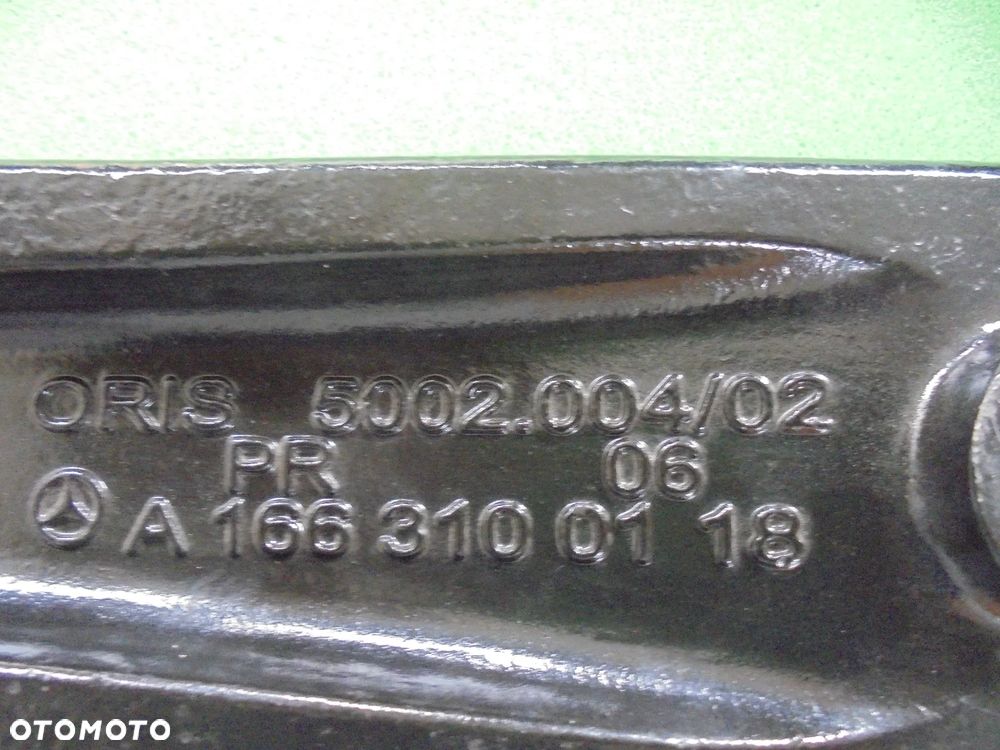 ORIS 5002.004/02
PR 06
A 166 310 01 18
OTOMOTO